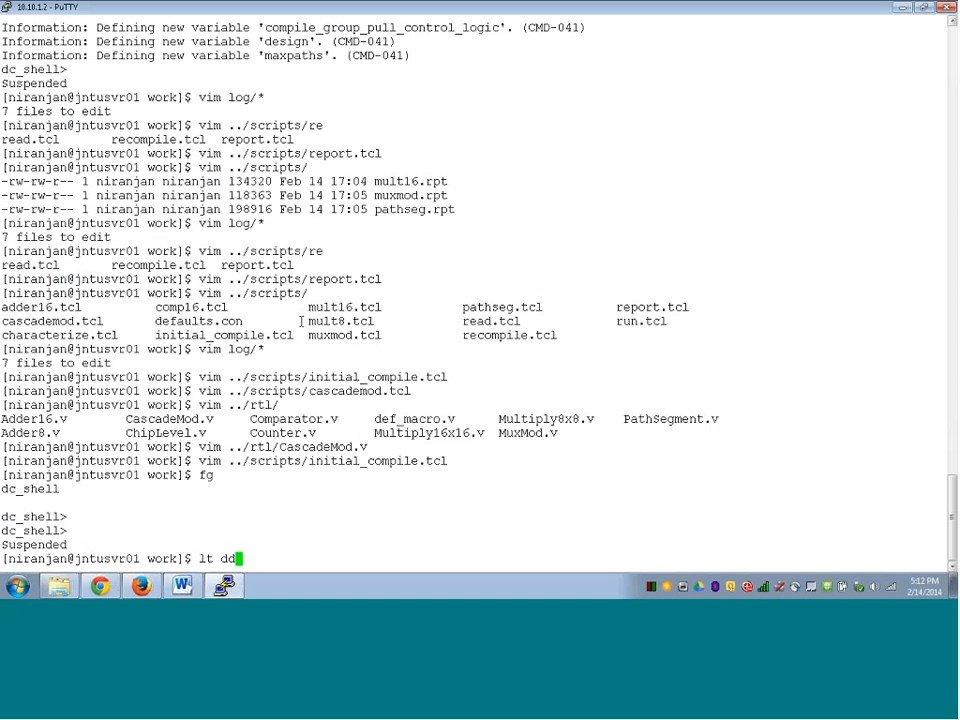 10.10.1.2 - PuTTY
Information: Defining new variable 'compile_group_pull_control_logic'. (CMD-041)
Information: Defining new variable 'design'. (CMD-041)
Information: Defining new variable 'maxpaths'. (CMD-041)
dc_shell>
Suspended
[niranjan@jntusvr01 work]$ vim log/*
7 files to edit
[niranjan@jntusvr01 work]$ vim ../scripts/re
read.tcl recompile.tcl report.tcl
[niranjan@jntusvr01 work]$ vim ../scripts/report.tcl
[niranjan@jntusvr01 work]$ vim ../scripts/
-rw-rw-r-- 1 niranjan niranjan 134320 Feb 14 17:04 mult16.rpt
-rw-rw-r-- 1 niranjan niranjan 118363 Feb 14 17:05 muxmod.rpt
-rw-rw-r-- 1 niranjan niranjan 198916 Feb 14 17:05 pathseg.rpt
[niranjan@jntusvr01 work]$ vim log/*
7 files to edit
[niranjan@jntusvr01 work]$ vim ../scripts/re
read.tcl recompile.tcl report.tcl
[niranjan@jntusvr01 work]$ vim ../scripts/report.tcl
[niranjan@jntusvr01 work]$ vim ../scripts/
adder16.tcl comp16.tcl mult16.tcl pathseg.tcl report.tcl
cascademod.tcl defaults.con mult8.tcl read.tcl run.tcl
characterize.tcl initial_compile.tcl muxmod.tcl recompile.tcl
[niranjan@jntusvr01 work]$ vim log/*
7 files to edit
[niranjan@jntusvr01 work]$ vim ../scripts/initial_compile.tcl
[niranjan@jntusvr01 work]$ vim ../scripts/cascademod.tcl
[niranjan@jntusvr01 work]$ vim ../rtl/
Adder16.v CascadeMod.v Comparator.v def_macro.v Multiply8x8.v PathSegment.v
Adder8.v ChipLevel.v Counter.v Multiply16x16.v MuxMod.v
[niranjan@jntusvr01 work]$ vim ../rtl/CascadeMod.v
[niranjan@jntusvr01 work]$ vim ../scripts/initial_compile.tcl
[niranjan@jntusvr01 work]$ fg
dc_shell
dc_shell>
dc_shell>
Suspended
[niranjan@jntusvr01 work]$ lt dd
5:12 PM
2/14/2014